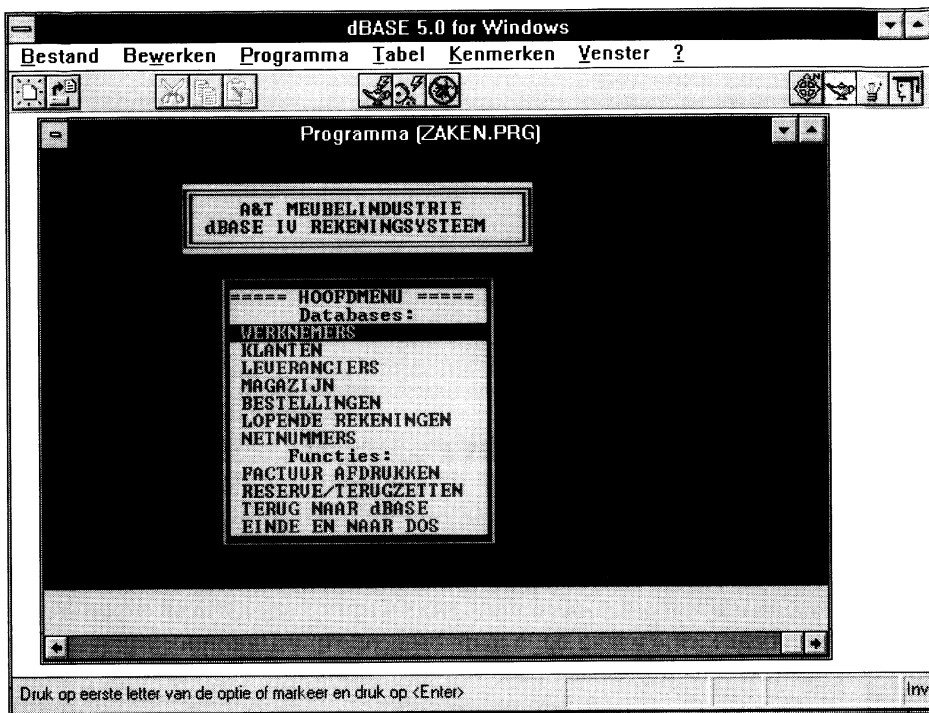 dBASE 5.0 for Windows
Bestand Bewerken Programma Tabel Kenmerken Venster ?
Programma (ZAKEN.PRG)
A&T MEUBELINDUSTRIE
dBASE IV REKENINGSYSTEEM
===== HOOFDMENU =====
Databases:
WERKNEMERS
KLANTEN
LEVERANCIERS
MAGAZIJN
BESTELLINGEN
LOPENDE REKENINGEN
NETNUMMERS
Functies:
FACTUUR AFDRUKKEN
RESERVE/TERUGZETTEN
TERUG NAAR dBASE
EINDE EN NAAR DOS
Druk op eerste letter van de optie of markeer en druk op <Enter>
Inv